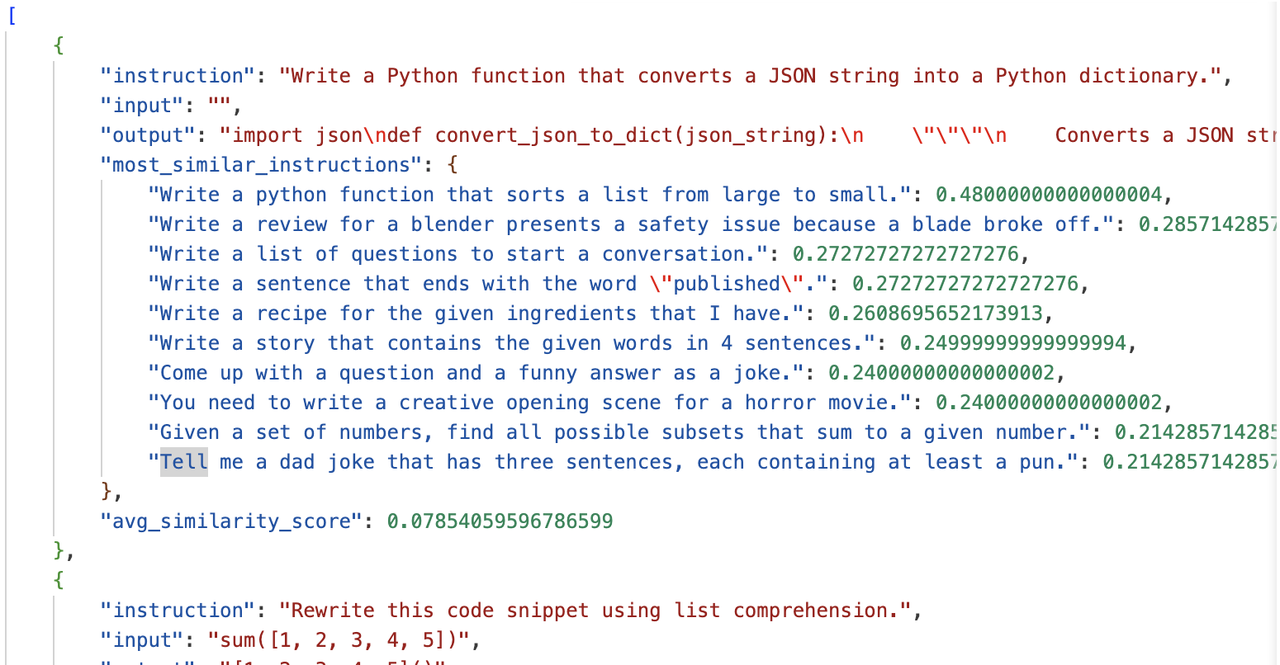 [
{
"instruction": "Write a Python function that converts a JSON string into a Python dictionary.",
"input": "",
"output": "import json\ndef convert_json_to_dict(json_string):\n    \"\"\"\n    Converts a JSON
"most_similar_instructions": {
"Write a python function that sorts a list from large to small.": 0.48000000000000004,
"Write a review for a blender presents a safety issue because a blade broke off.": 0.2857142857
"Write a list of questions to start a conversation.": 0.27272727272727276,
"Write a sentence that ends with the word \"published\".": 0.27272727272727276,
"Write a recipe for the given ingredients that I have.": 0.2608695652173913,
"Write a story that contains the given words in 4 sentences.": 0.24999999999999994,
"Come up with a question and a funny answer as a joke.": 0.24000000000000002,
"You need to write a creative opening scene for a horror movie.": 0.24000000000000002,
"Given a set of numbers, find all possible subsets that sum to a given number.": 0.214285714285
"Tell me a dad joke that has three sentences, each containing at least a pun.": 0.2142857142857
},
"avg_similarity_score": 0.07854059596786599
},
{
"instruction": "Rewrite this code snippet using list comprehension.",
"input": "sum([1, 2, 3, 4, 5])",